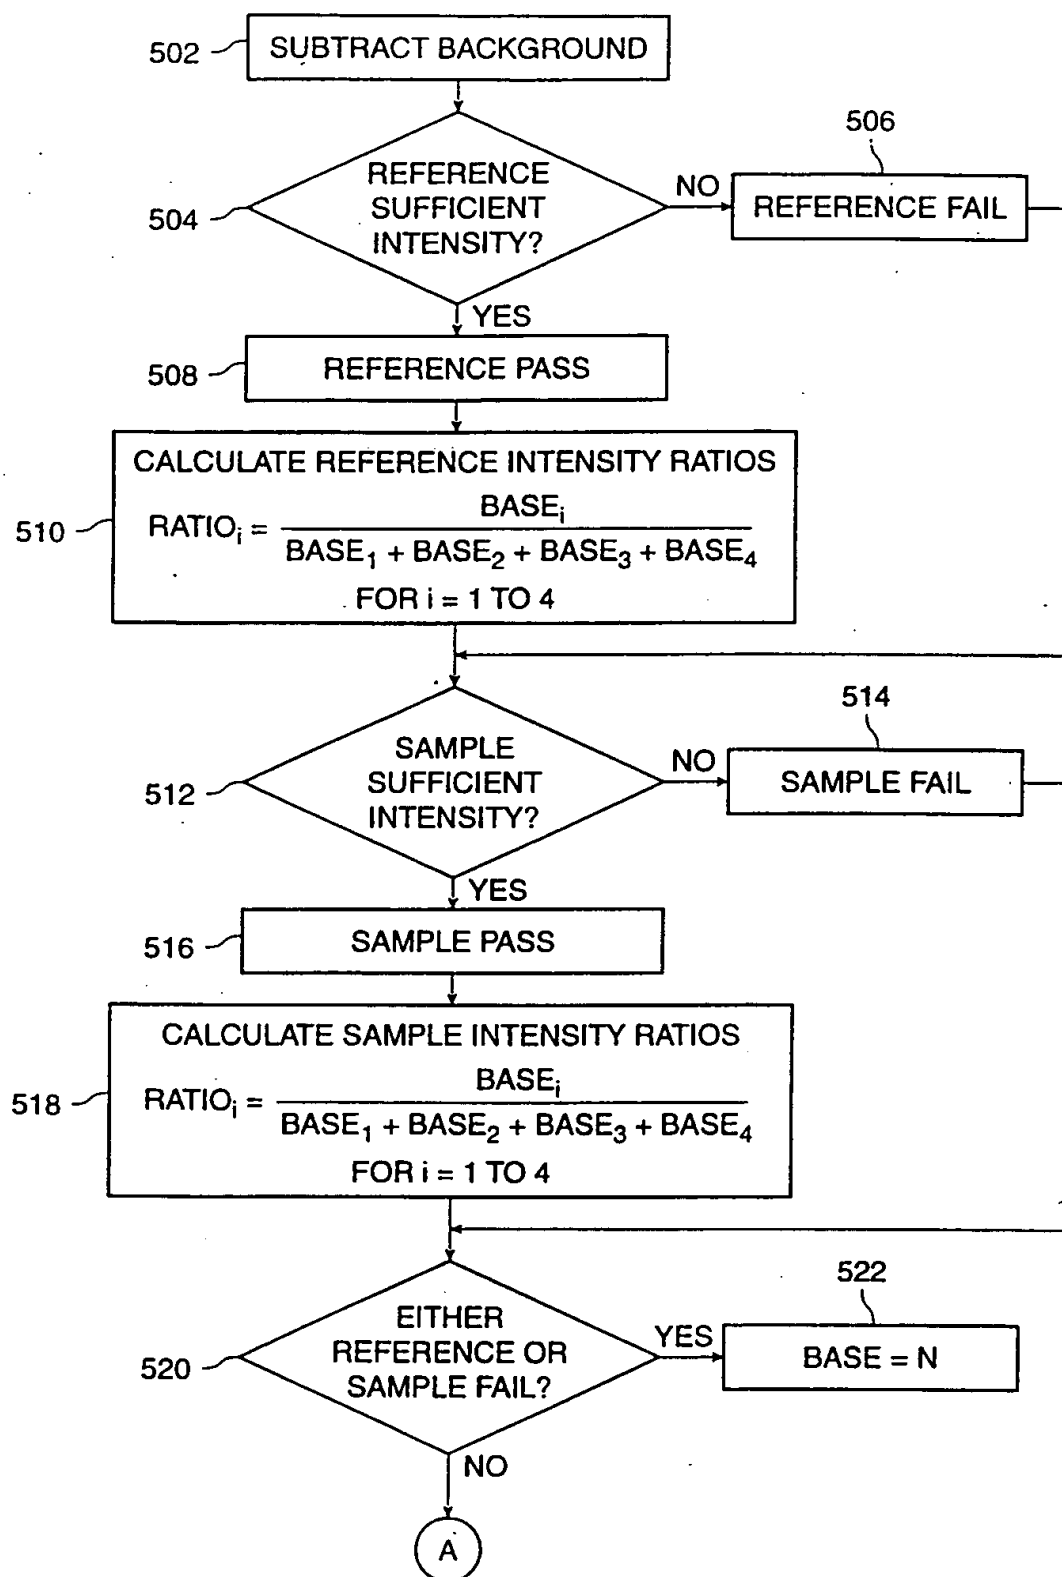 502
SUBTRACT BACKGROUND
506
504
REFERENCE
SUFFICIENT
INTENSITY?
NO
REFERENCE FAIL
YES
508
REFERENCE PASS
510
CALCULATE REFERENCE INTENSITY RATIOS
RATIOi = BASEi
BASE1 + BASE2 + BASE3 + BASE4
FOR i = 1 TO 4
514
512
SAMPLE
SUFFICIENT
INTENSITY?
NO
SAMPLE FAIL
YES
516
SAMPLE PASS
518
CALCULATE SAMPLE INTENSITY RATIOS
RATIOi = BASEi
BASE1 + BASE2 + BASE3 + BASE4
FOR i = 1 TO 4
522
520
EITHER
REFERENCE OR
SAMPLE FAIL?
YES
BASE = N
NO
A